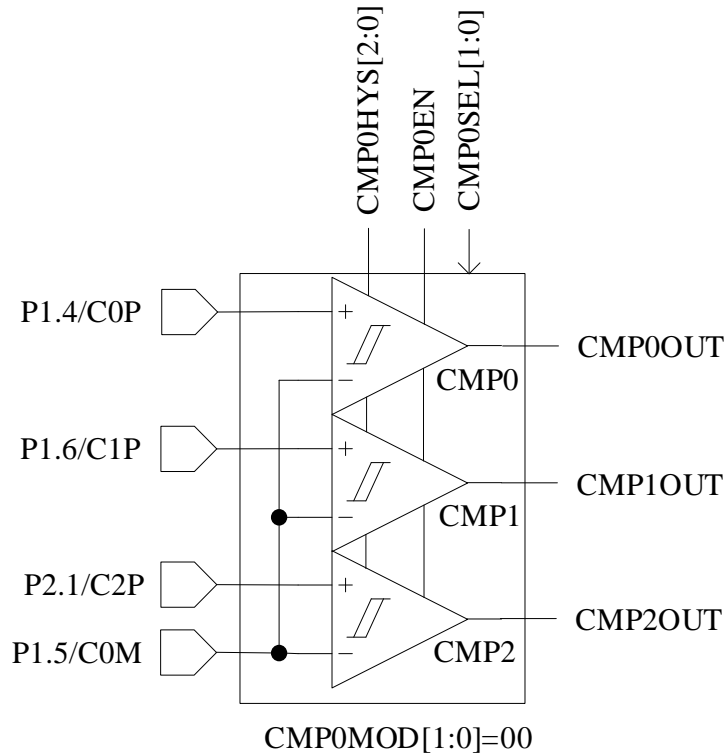 CMP0HYS[2:0]
CMP0EN
CMP0SEL[1:0]
P1.4/C0P
+
−
CMP0
CMP0OUT
P1.6/C1P
+
−
CMP1
CMP1OUT
P2.1/C2P
+
−
CMP2
CMP2OUT
P1.5/C0M
CMP0MOD[1:0]=00